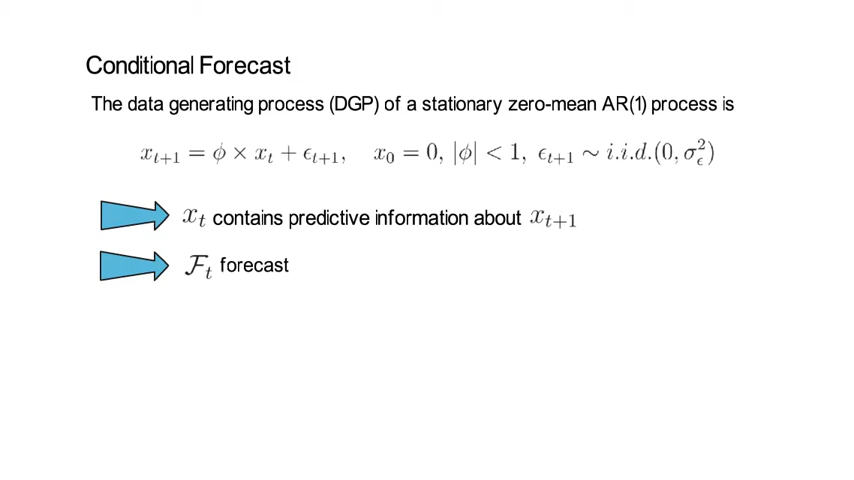 Conditional Forecast
The data generating process (DGP) of a stationary zero-mean AR(1) process is
x_{t+1} = ϕ × x_t + ϵ_{t+1}, x_0 = 0, |ϕ| < 1, ϵ_{t+1} ∼ i.i.d.(0, σ_ϵ^2)
x_t contains predictive information about x_{t+1}
ℱ_t forecast